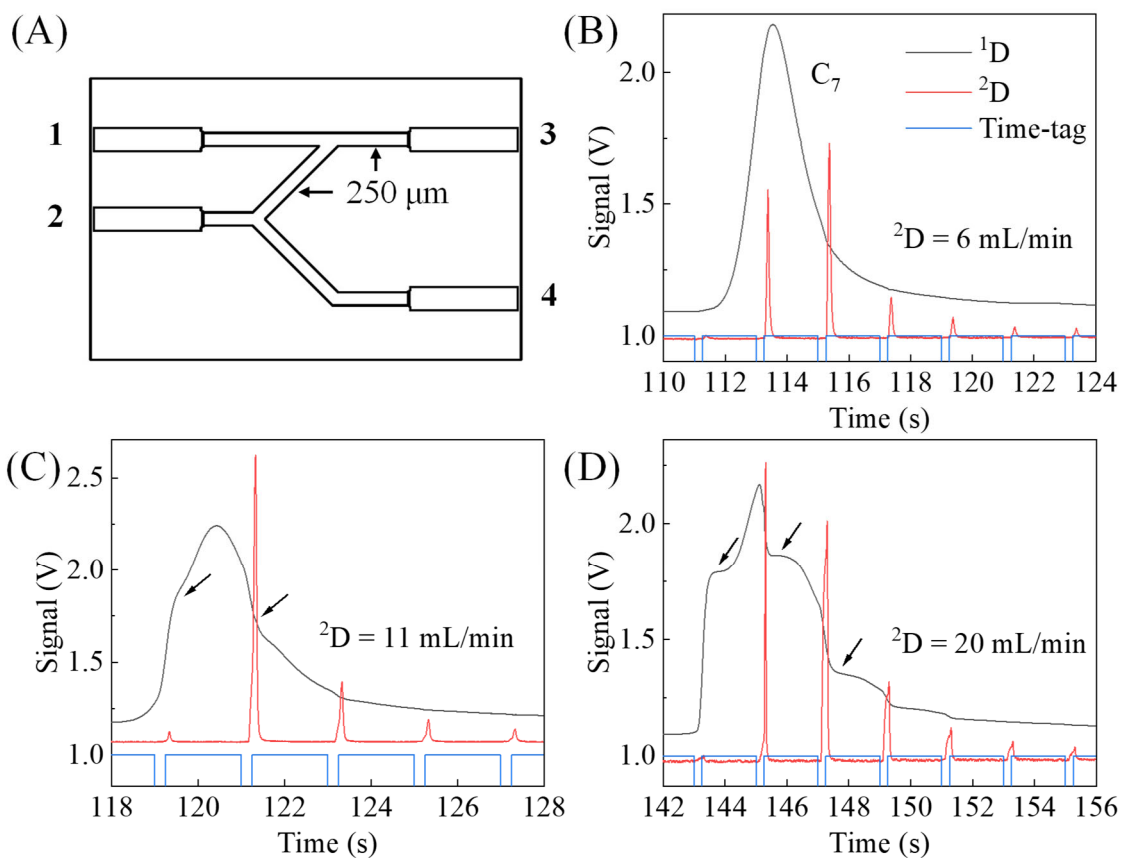 (A)
1
2
3
4
250 μm
(B)
C7
¹D
²D
Time-tag
²D = 6 mL/min
Signal (V)
2.0
1.5
1.0
110 112 114 116 118 120 122 124
Time (s)
(C)
²D = 11 mL/min
Signal (V)
2.5
2.0
1.5
1.0
118 120 122 124 126 128
Time (s)
(D)
²D = 20 mL/min
Signal (V)
2.0
1.5
1.0
142 144 146 148 150 152 154 156
Time (s)